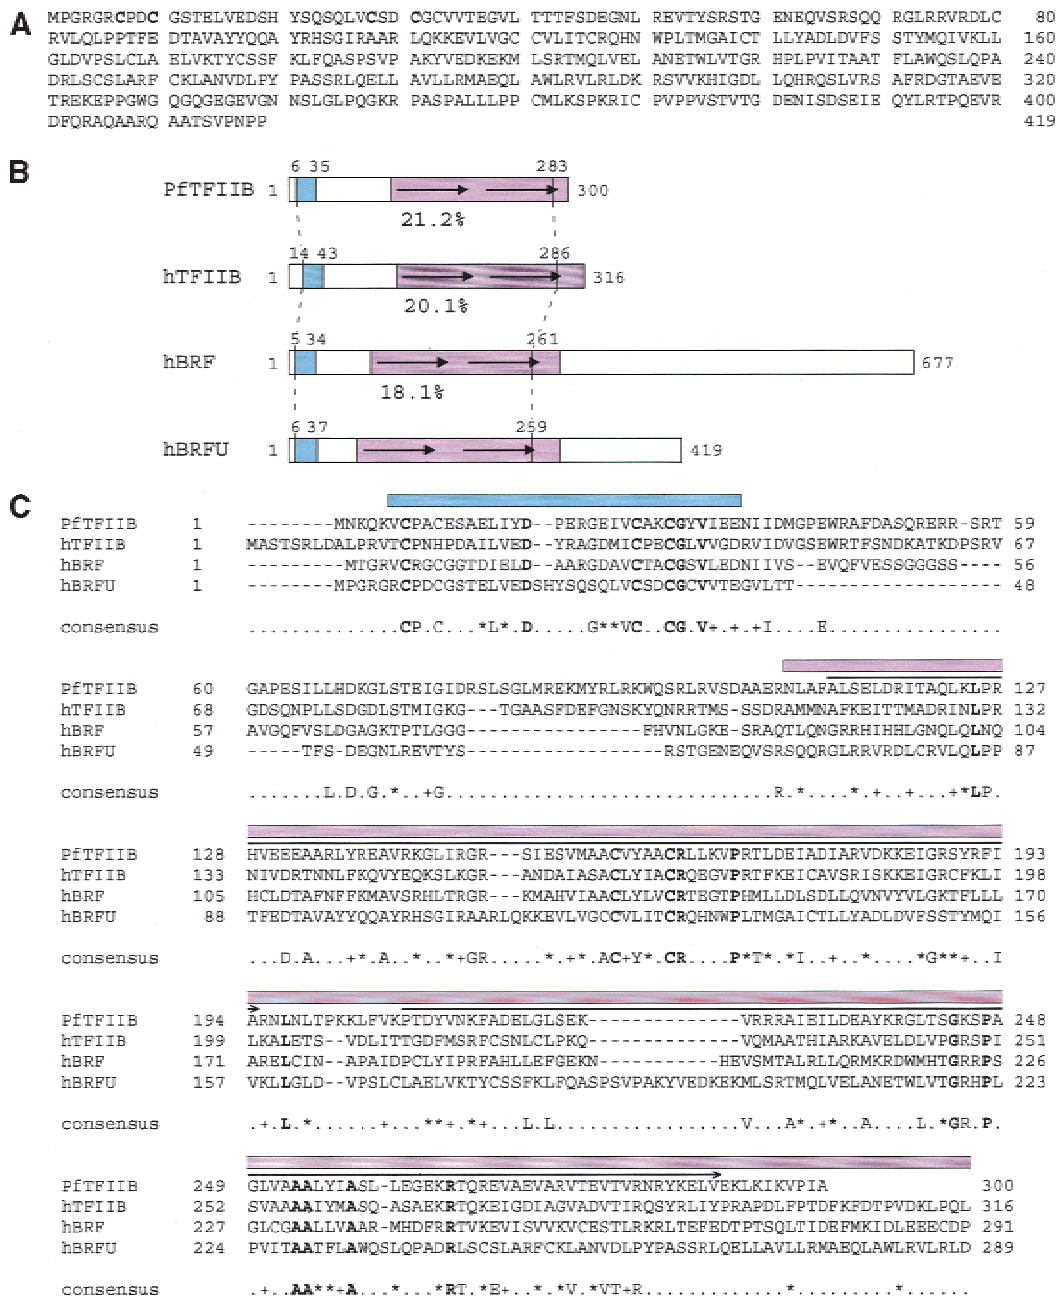 A
MPGRGRCPDC GSTELVEDSH YSQSQLVCSD CGCVVTEGVL TTTFSDEGNL REVTYSRSTG ENEQVSRSQQ RGLRRVRDLC 80
RVLQLPPTFE DTAVAYYQQA YRHSGIRAAR LQKKEVLVGC CVLITCRQHN WPLTMGAICT LLYADLDVFS STYMQIVKLL 160
GLDVPSLCLA ELVKTYCSSF KLFQASPSVP AKYVEDKEKM LSRTMQLVEL ANETWLVTGR HPLPVITAAT FLAWQSLQPA 240
DRLSCSLARF CKLANVDLPY PASSRLQELL AVLLRMAEQL AWLRVLRLDK RSVVKHIGDL LQHRQSLVRS AFRDGTAEVE 320
TREKEPPGWG QGQGEGEVGN NSLGLPQGKR PASPALLLPP CMLKSPKRIC PVPPVSTVTG DENISDSEIE QYLRTPQEVR 400
DFQRAQAARQ AATSVPNPP 419
B
6 35 283
PfTFIIB 1 300
21.2%
14 43 286
hTFIIB 1 316
20.1%
5 34 261
hBRF 1 677
18.1%
6 37 259
hBRFU 1 419
C
PfTFIIB 1 --------MNKQKVCPACESAELIYD--PERGEIVCAKCGYVIEENIIDMGPEWRAFDASQRERR-SRT 59
hTFIIB 1 MASTSRLDALPRVTCPNHPDAILVED--YRAGDMICPECGLVVGDRVIDVGSEWRTFSNDKATKDPSRV 67
hBRF 1 ---------MTGRVCRGCGGTDIELD--AARGDAVCTACGSVLEDNIIVS--EVQFVESSGGGSS---- 56
hBRFU 1 --------MPGRGRCPDCGSTELVEDSHYSQSQLVCSDCGCVVTEGVLTT------------------- 48
consensus ..............CP.C...*L*.D.....G**VC..CG.V+.+.+I....E................
PfTFIIB 60 GAPESILLHDKGLSTEIGIDRSLSGLMREKMYRLRKWQSRLRVSDAAERNLAFALSELDRITAQLKLPR 127
hTFIIB 68 GDSQNPLLSDGDLSTMIGKG---TGAASFDEFGNSKYQNRRTMS-SSDRAMMNAFKEITTMADRINLPR 132
hBRF 57 AVGQFVSLDGAGKTPTLGGG----------------FHVNLGKE-SRAQTLQNGRRHIHHLGNQLQLNQ 104
hBRFU 49 -----TFS-DEGNLREVTYS-----------------RSTGENEQVSRSQQRGLRRVRDLCRVLQLPP 87
consensus .......L.D.G.*..+G..............................R.*....*.+..+...+*LP.
PfTFIIB 128 HVEEEAARLYREAVRKGLIRGR---SIESVMAACVYAACRLLKVPRTLDEIADIARVDKKEIGRSYRFI 193
hTFIIB 133 NIVDRTNNLFKQVYEQKSLKGR---ANDAIASACLYIACRQEGVPRTFKEICAVSRISKKEIGRCFKLI 198
hBRF 105 HCLDTAFNFFKMAVSRHLTRGR---KMAHVIAACLYLVCRTEGTPHMLLDLSDLLQVNVYVLGKTFLLL 170
hBRFU 88 TFEDTAVAYYQQAYRHSGIRAARLQKKEVLVGCCVLITCRQHNWPLTMGAICTLLYADLDVFSSTYMQI 156
consensus ...D.A...+*.A..*.*+GR.....*.+*.AC+Y*.CR....P*T*.*I..+....*....*G**+..I
PfTFIIB 194 ARNLNLTPKKLFVKPTDYVNKFADELGLSEK--------------VRRRAIEILDEAYKRGLTSGKSPA 248
hTFIIB 199 LKALETS--VDLITTGDFMSRFCSNLCLPKQ--------------VQMAATHIARKAVELDLVPGRSPI 251
hBRF 171 ARELCIN--APAIDPCLYIPRFAHLLEFGEKN------------HEVSMTALRLLQRMKRDWMHTGRRPS 226
hBRFU 157 VKLLGLD--VPSLCLAELVKTYCSSFKLFQASPSVPAKYVEDKEKMLSRTMQLVELANETWLVTGRHPL 223
consensus .+.L.*......+...**.*+...L.L..................V...A*.+*..A....L.*GR.P.
PfTFIIB 249 GLVAAALYIASL-LEGEKRTQREVAEVARVTEVTVRNRYKELVEKLKIKVPIA 300
hTFIIB 252 SVAAAAIYMASQ-ASAEKRTQKEIGDIAGVADVTIRQSYRLIYPRAPDLFPTDFKFDTPVDKLPQL 316
hBRF 227 GLCGAALLVAAR-MHDFRRTVKEVISVVKVCESTLRKRLTEFEDTPTSQLTIDEFMKIDLEEECDP 291
hBRFU 224 PVITAATFLAWQSLQPADRLSCSLARFCKLANVDLPYPASSRLQELLAVLLRMAEQLAWLRVLRLD 289
consensus .+..AA**+A...*....*RT.*E+..*.*V.*VT+R.............*.........*......